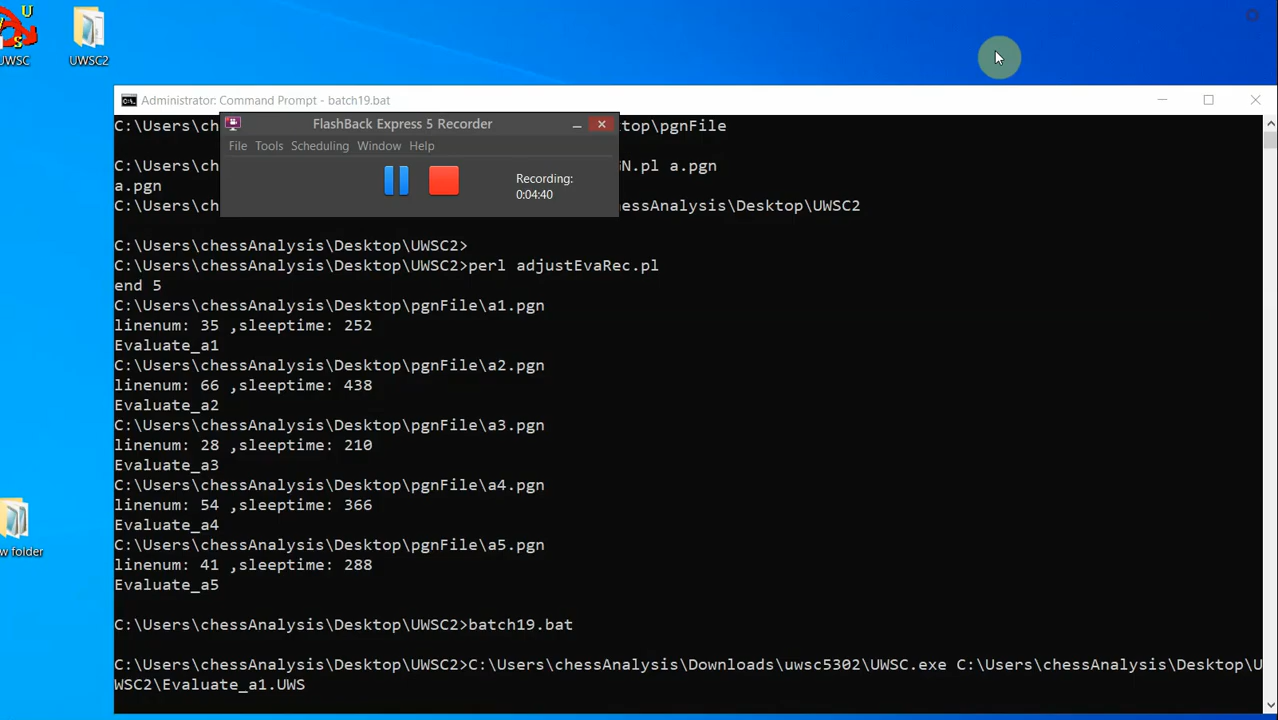 U
S
UWSC
UWSC2
Administrator: Command Prompt - batch19.bat
C:\Users\ch
top\pgnFile
FlashBack Express 5 Recorder
File Tools Scheduling Window Help
Recording:
0:04:40
C:\Users\ch
N.pl a.pgn
a.pgn
C:\Users\ch
essAnalysis\Desktop\UWSC2
C:\Users\chessAnalysis\Desktop\UWSC2>
C:\Users\chessAnalysis\Desktop\UWSC2>perl adjustEvaRec.pl
end 5
C:\Users\chessAnalysis\Desktop\pgnFile\a1.pgn
linenum: 35 ,sleeptime: 252
Evaluate_a1
C:\Users\chessAnalysis\Desktop\pgnFile\a2.pgn
linenum: 66 ,sleeptime: 438
Evaluate_a2
C:\Users\chessAnalysis\Desktop\pgnFile\a3.pgn
linenum: 28 ,sleeptime: 210
Evaluate_a3
C:\Users\chessAnalysis\Desktop\pgnFile\a4.pgn
linenum: 54 ,sleeptime: 366
Evaluate_a4
C:\Users\chessAnalysis\Desktop\pgnFile\a5.pgn
linenum: 41 ,sleeptime: 288
Evaluate_a5
w folder
C:\Users\chessAnalysis\Desktop\UWSC2>batch19.bat
C:\Users\chessAnalysis\Desktop\UWSC2>C:\Users\chessAnalysis\Downloads\uwsc5302\UWSC.exe C:\Users\chessAnalysis\Desktop\U
WSC2\Evaluate_a1.UWS